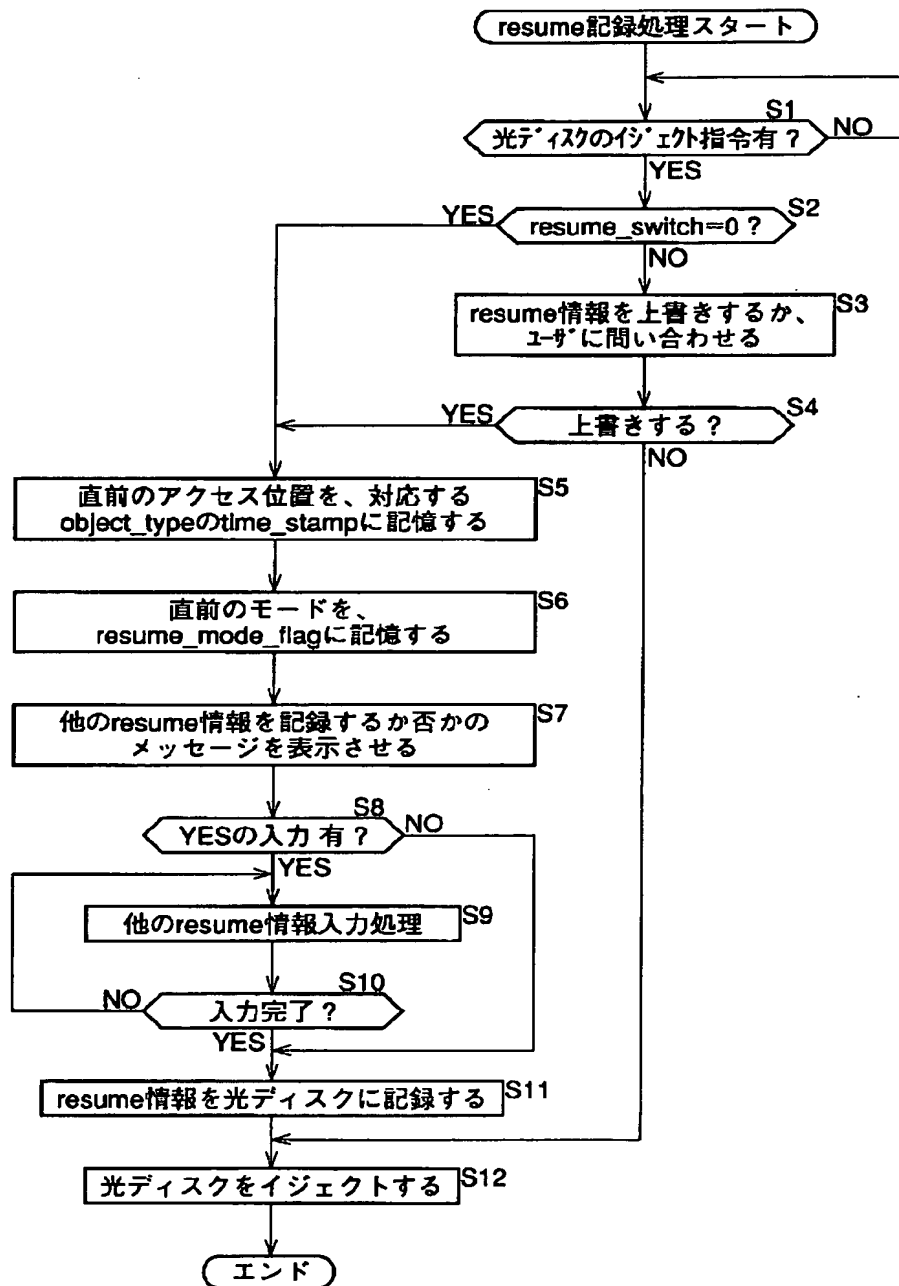 resume記録処理スタート
S1
光ディスクのイジェクト指令有？
NO
YES
S2
YES
resume_switch=0？
NO
S3
resume情報を上書きするか、
ユーザに問い合わせる
S4
YES
上書きする？
NO
S5
直前のアクセス位置を、対応する
object_typeのtime_stampに記憶する
S6
直前のモードを、
resume_mode_flagに記憶する
S7
他のresume情報を記録するか否かの
メッセージを表示させる
S8
YESの入力 有？
NO
YES
他のresume情報入力処理
S9
S10
NO
入力完了？
YES
resume情報を光ディスクに記録する
S11
光ディスクをイジェクトする
S12
エンド